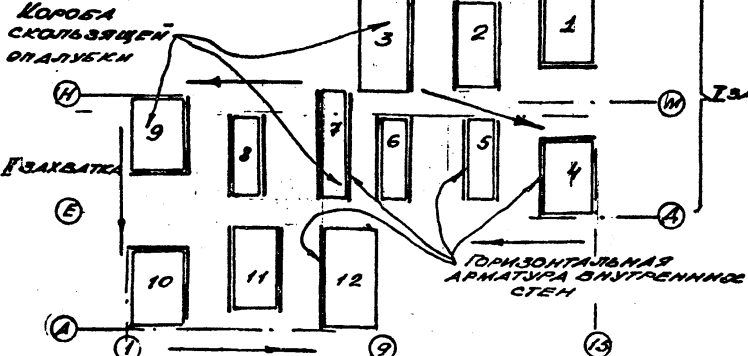 КОРОБА
СКОЛЬЗЯЩЕЙ
ОПАЛУБКИ
3
2
1
Н
М
I ЗА
9
8
7
6
5
4
II ЗАХВАТКА
Е
Д
ГОРИЗОНТАЛЬНАЯ
АРМАТУРА ВНУТРЕННИХ
СТЕН
10
11
12
А
1
9